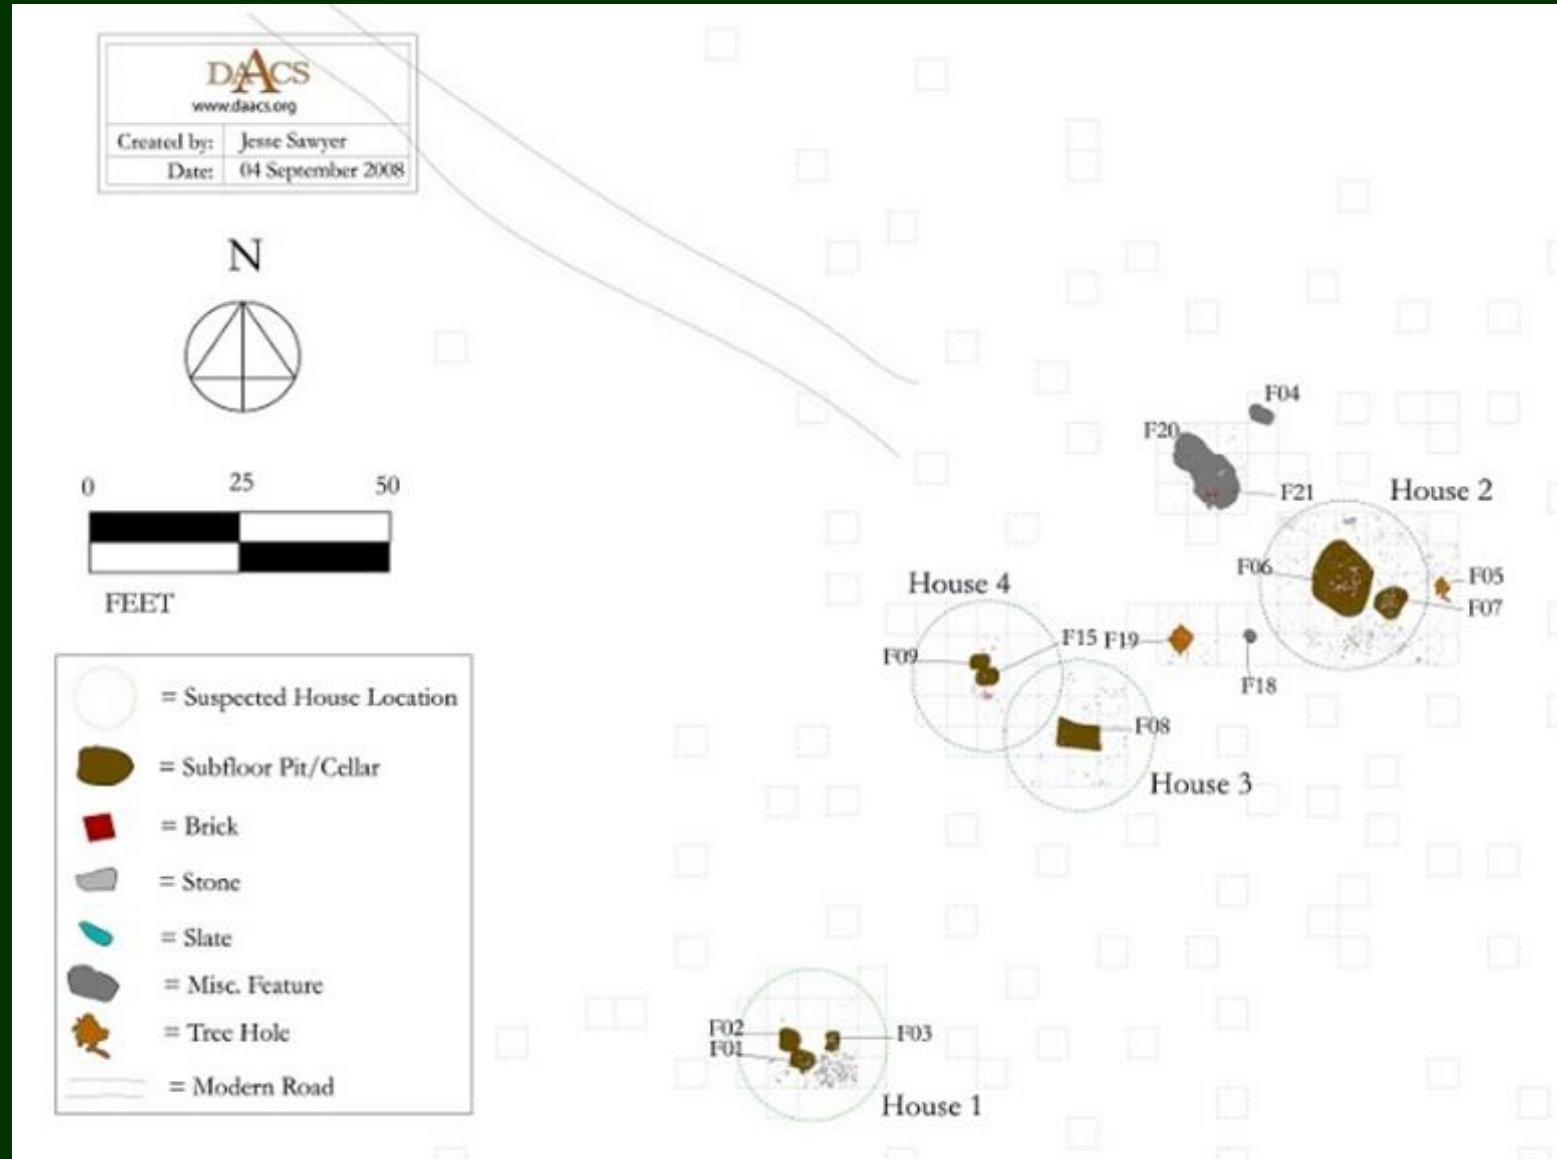 DAACS
www.daacs.org
Created by: Jesse Sawyer
Date: 04 September 2008
N
0 25 50
FEET
= Suspected House Location
= Subfloor Pit/Cellar
= Brick
= Stone
= Slate
= Misc. Feature
= Tree Hole
= Modern Road
F04
F20
F21
House 2
F06
F05
F07
House 4
F15 F19
F09
F18
F08
House 3
F02
F03
F01
House 1